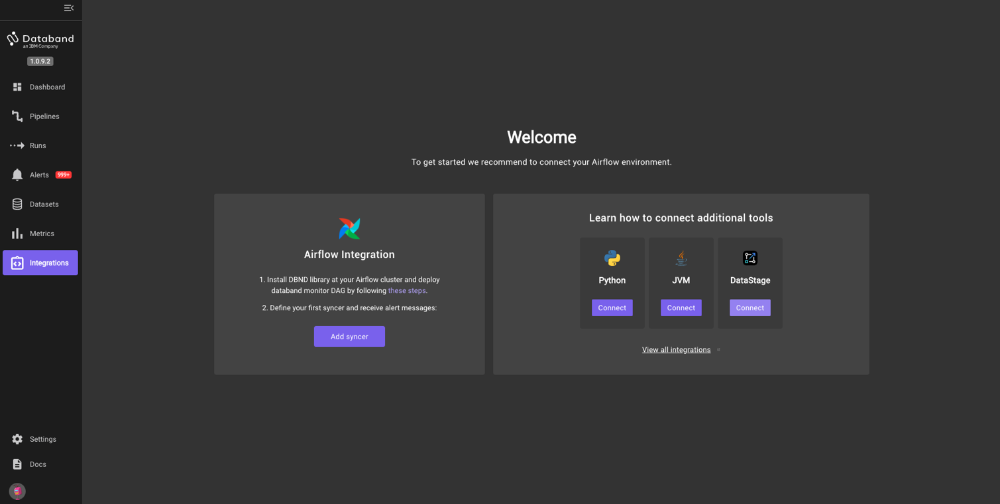 Databand
an IBM Company
1.0.9.2
Dashboard
Pipelines
Runs
Alerts 999+
Datasets
Metrics
Integrations
Settings
Docs
Welcome
To get started we recommend to connect your Airflow environment.
Airflow Integration
1. Install DBND library at your Airflow cluster and deploy
databand monitor DAG by following these steps.
2. Define your first syncer and receive alert messages:
Add syncer
Learn how to connect additional tools
Python
JVM
DataStage
Connect
Connect
Connect
View all integrations